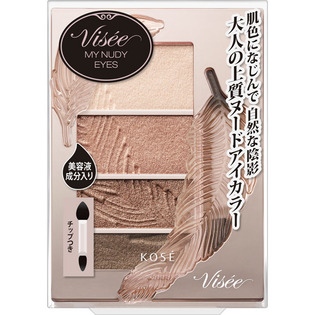 Visée
MY NUDY
EYES
肌色になじんで 自然な陰影
大人の上質ヌードアイカラー
美容液
成分入り
チップつき
KOSÉ
Visée